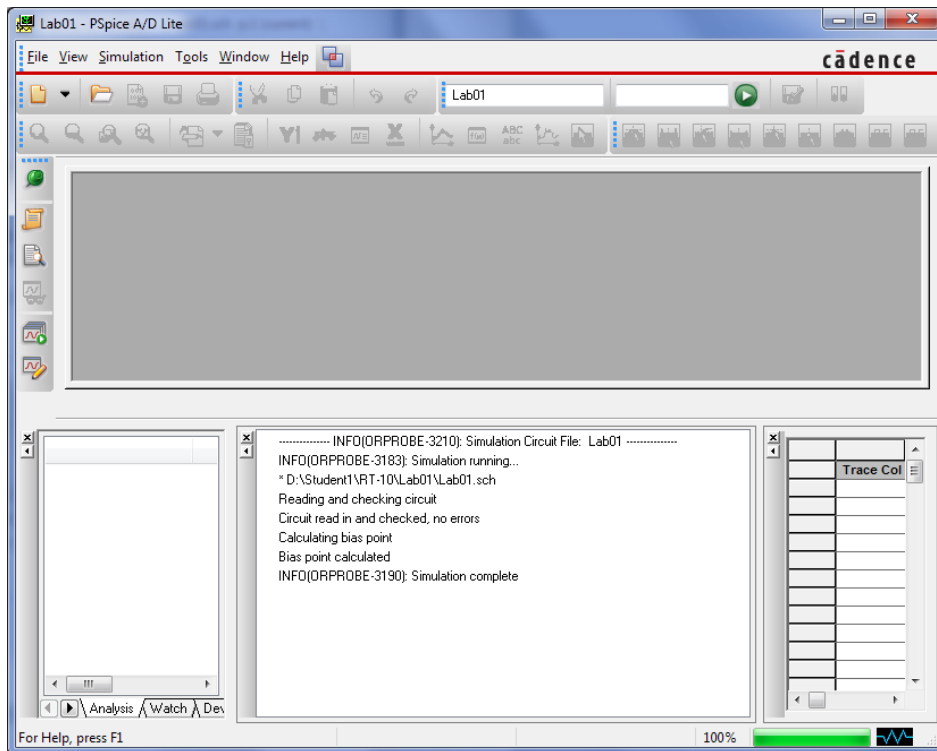 Lab01 - PSpice A/D Lite
File View Simulation Tools Window Help
cādence
Lab01
ABC
abc
INFO(ORPROBE-3210): Simulation Circuit File: Lab01
INFO(ORPROBE-3183): Simulation running...
* D:\Student1\RT-10\Lab01\Lab01.sch
Reading and checking circuit
Circuit read in and checked, no errors
Calculating bias point
Bias point calculated
INFO(ORPROBE-3190): Simulation complete
Trace Col
Analysis Watch Dev
For Help, press F1
100%